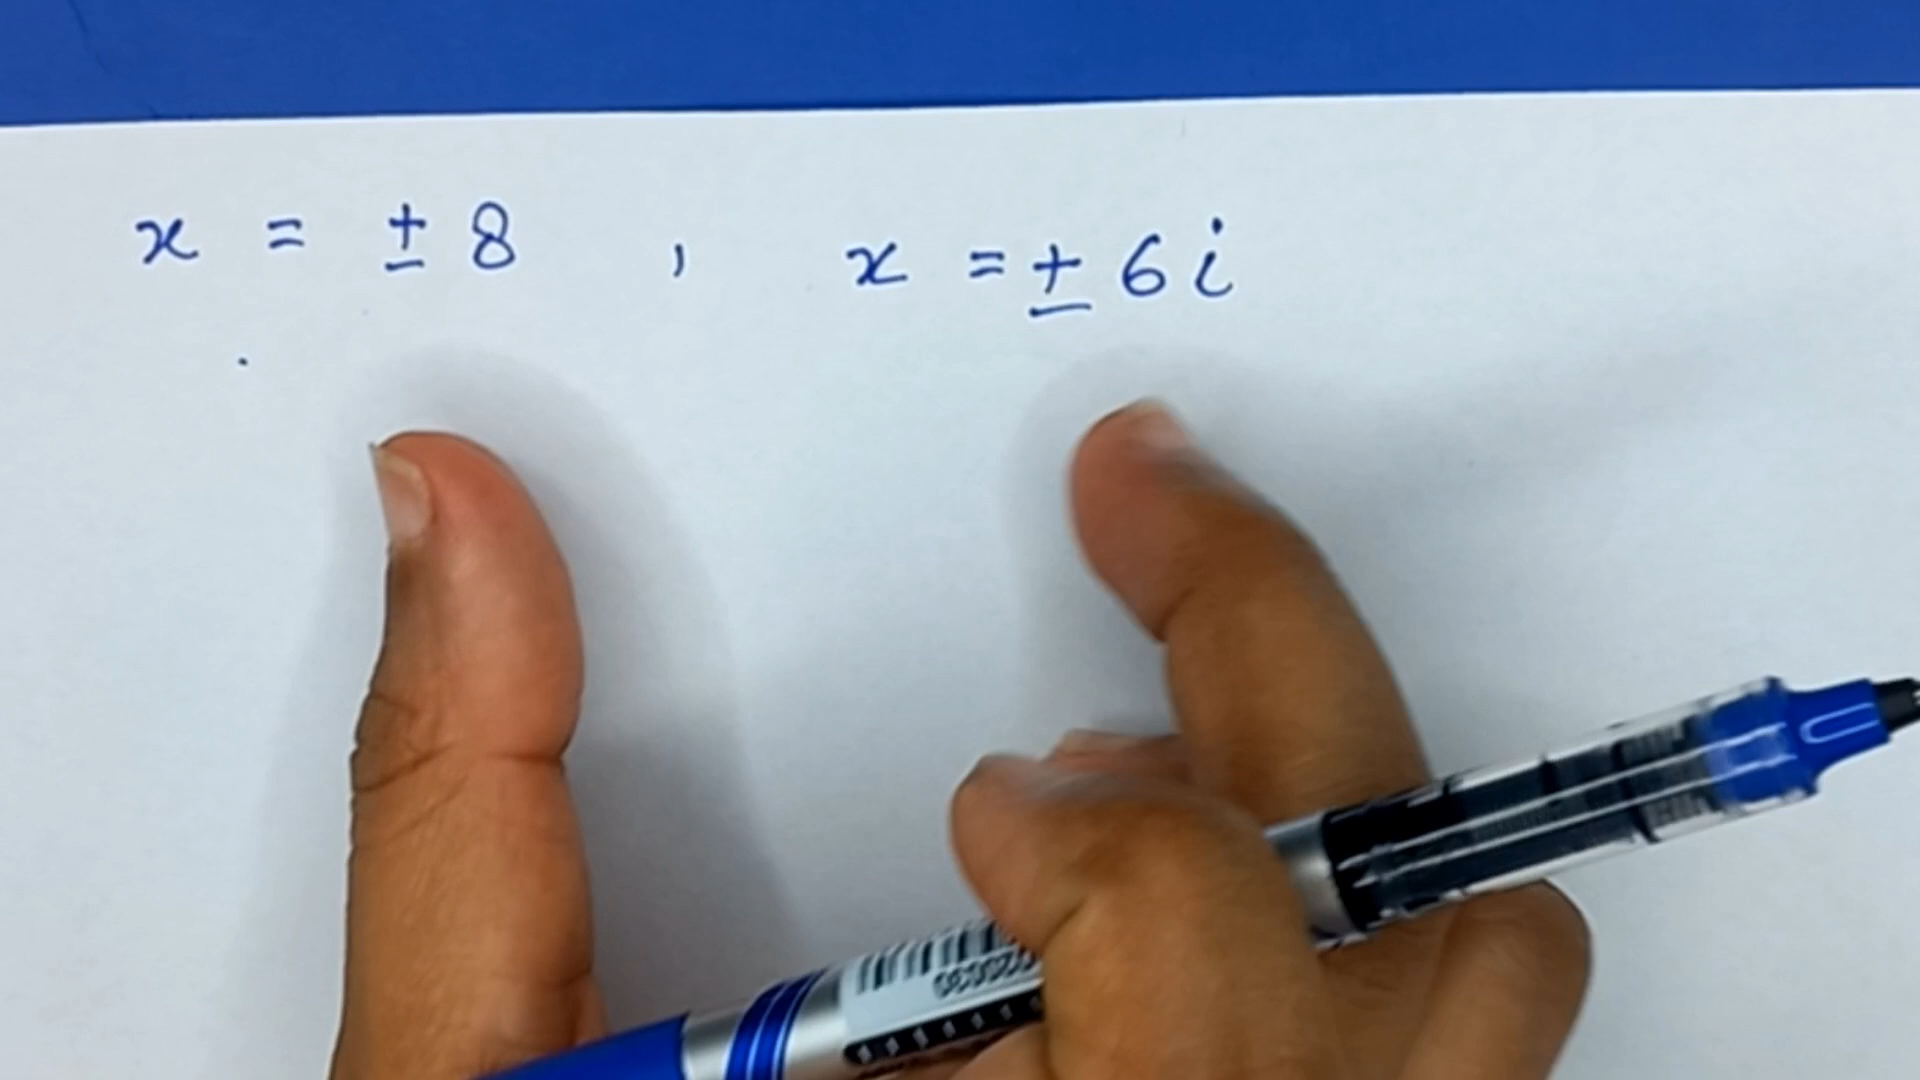 x = ± 8 , x = ± 6i